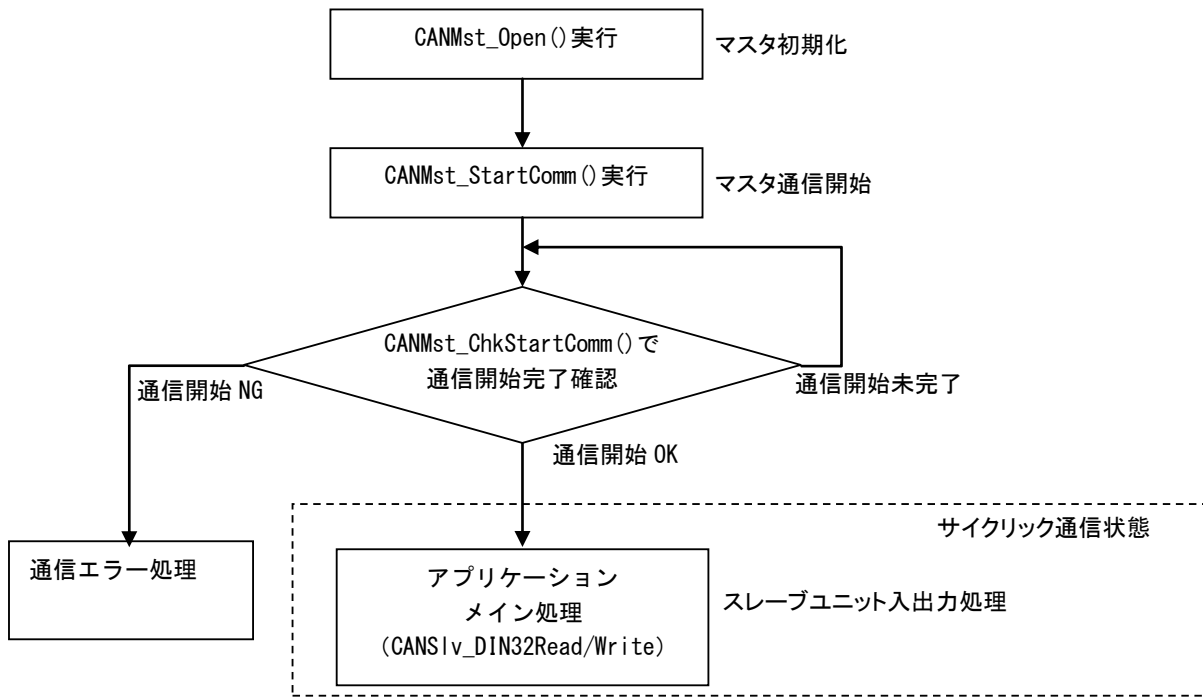 CANMst_Open()実行
マスタ初期化
CANMst_StartComm()実行
マスタ通信開始
CANMst_ChkStartComm()で
通信開始完了確認
通信開始 NG
通信開始未完了
通信開始 OK
サイクリック通信状態
通信エラー処理
アプリケーション
メイン処理
(CANSlv_DIN32Read/Write)
スレーブユニット入出力処理